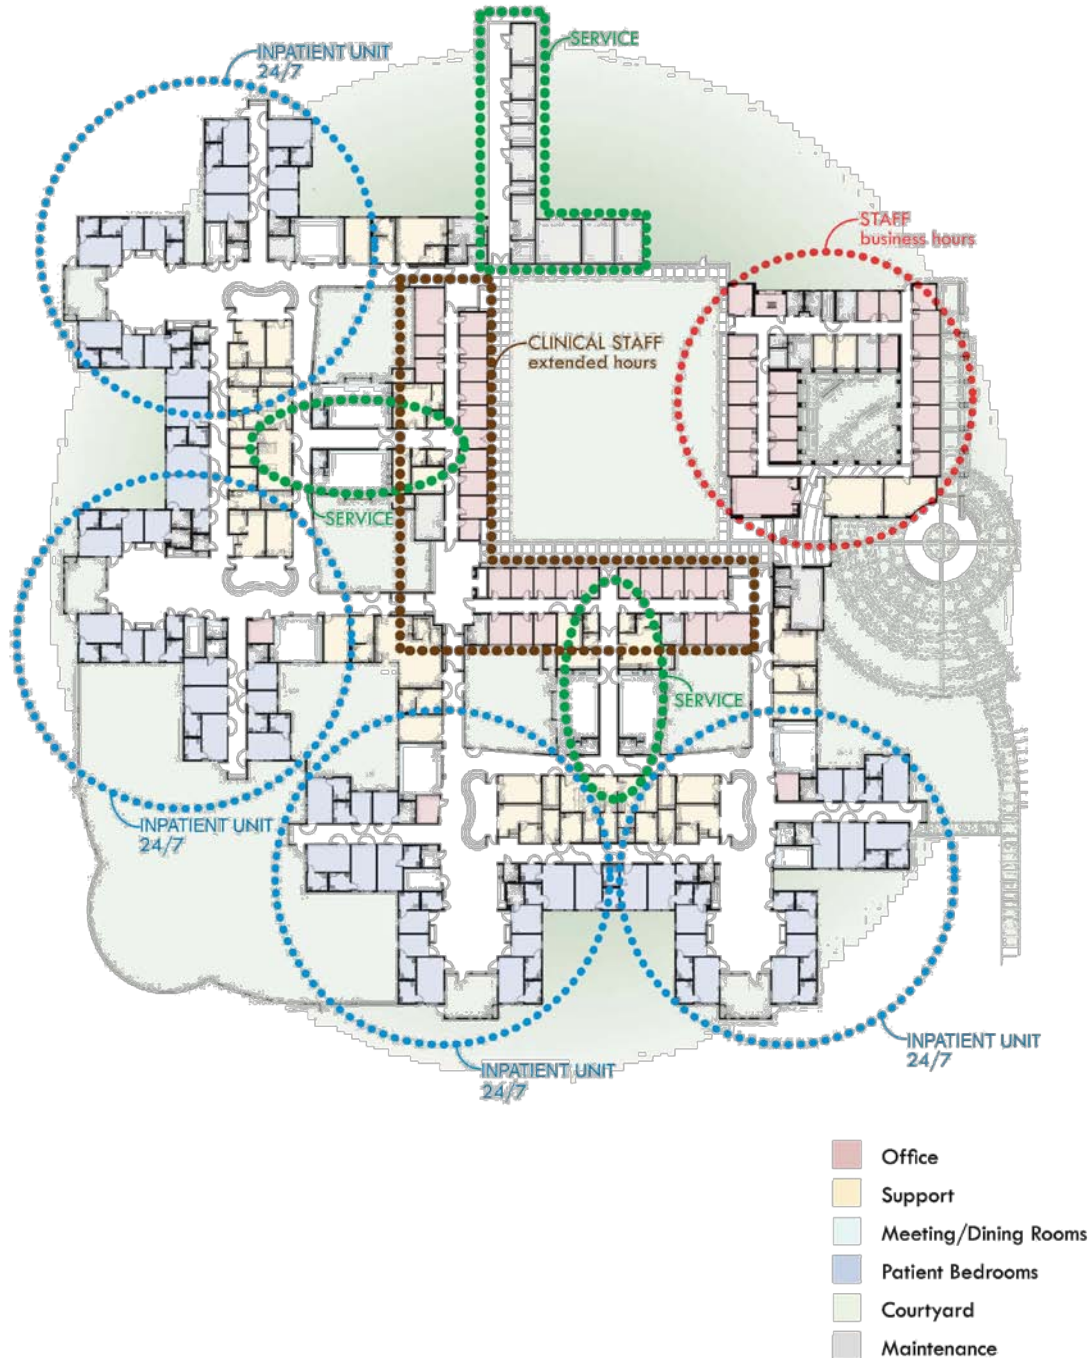 INPATIENT UNIT
24/7
SERVICE
STAFF
business hours
CLINICAL STAFF
extended hours
SERVICE
SERVICE
INPATIENT UNIT
24/7
INPATIENT UNIT
24/7
INPATIENT UNIT
24/7
Office
Support
Meeting/Dining Rooms
Patient Bedrooms
Courtyard
Maintenance